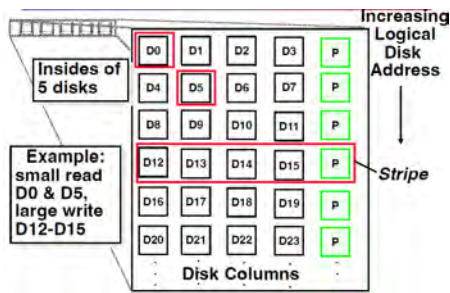 D0 D1 D2 D3 P
Increasing
Logical
Disk
Address
Insides of
5 disks
D4 D5 D6 D7 P
D8 D9 D10 D11 P
Example:
small read
D0 & D5,
large write
D12-D15
D12 D13 D14 D15 P
Stripe
D16 D17 D18 D19 P
D20 D21 D22 D23 P
Disk Columns